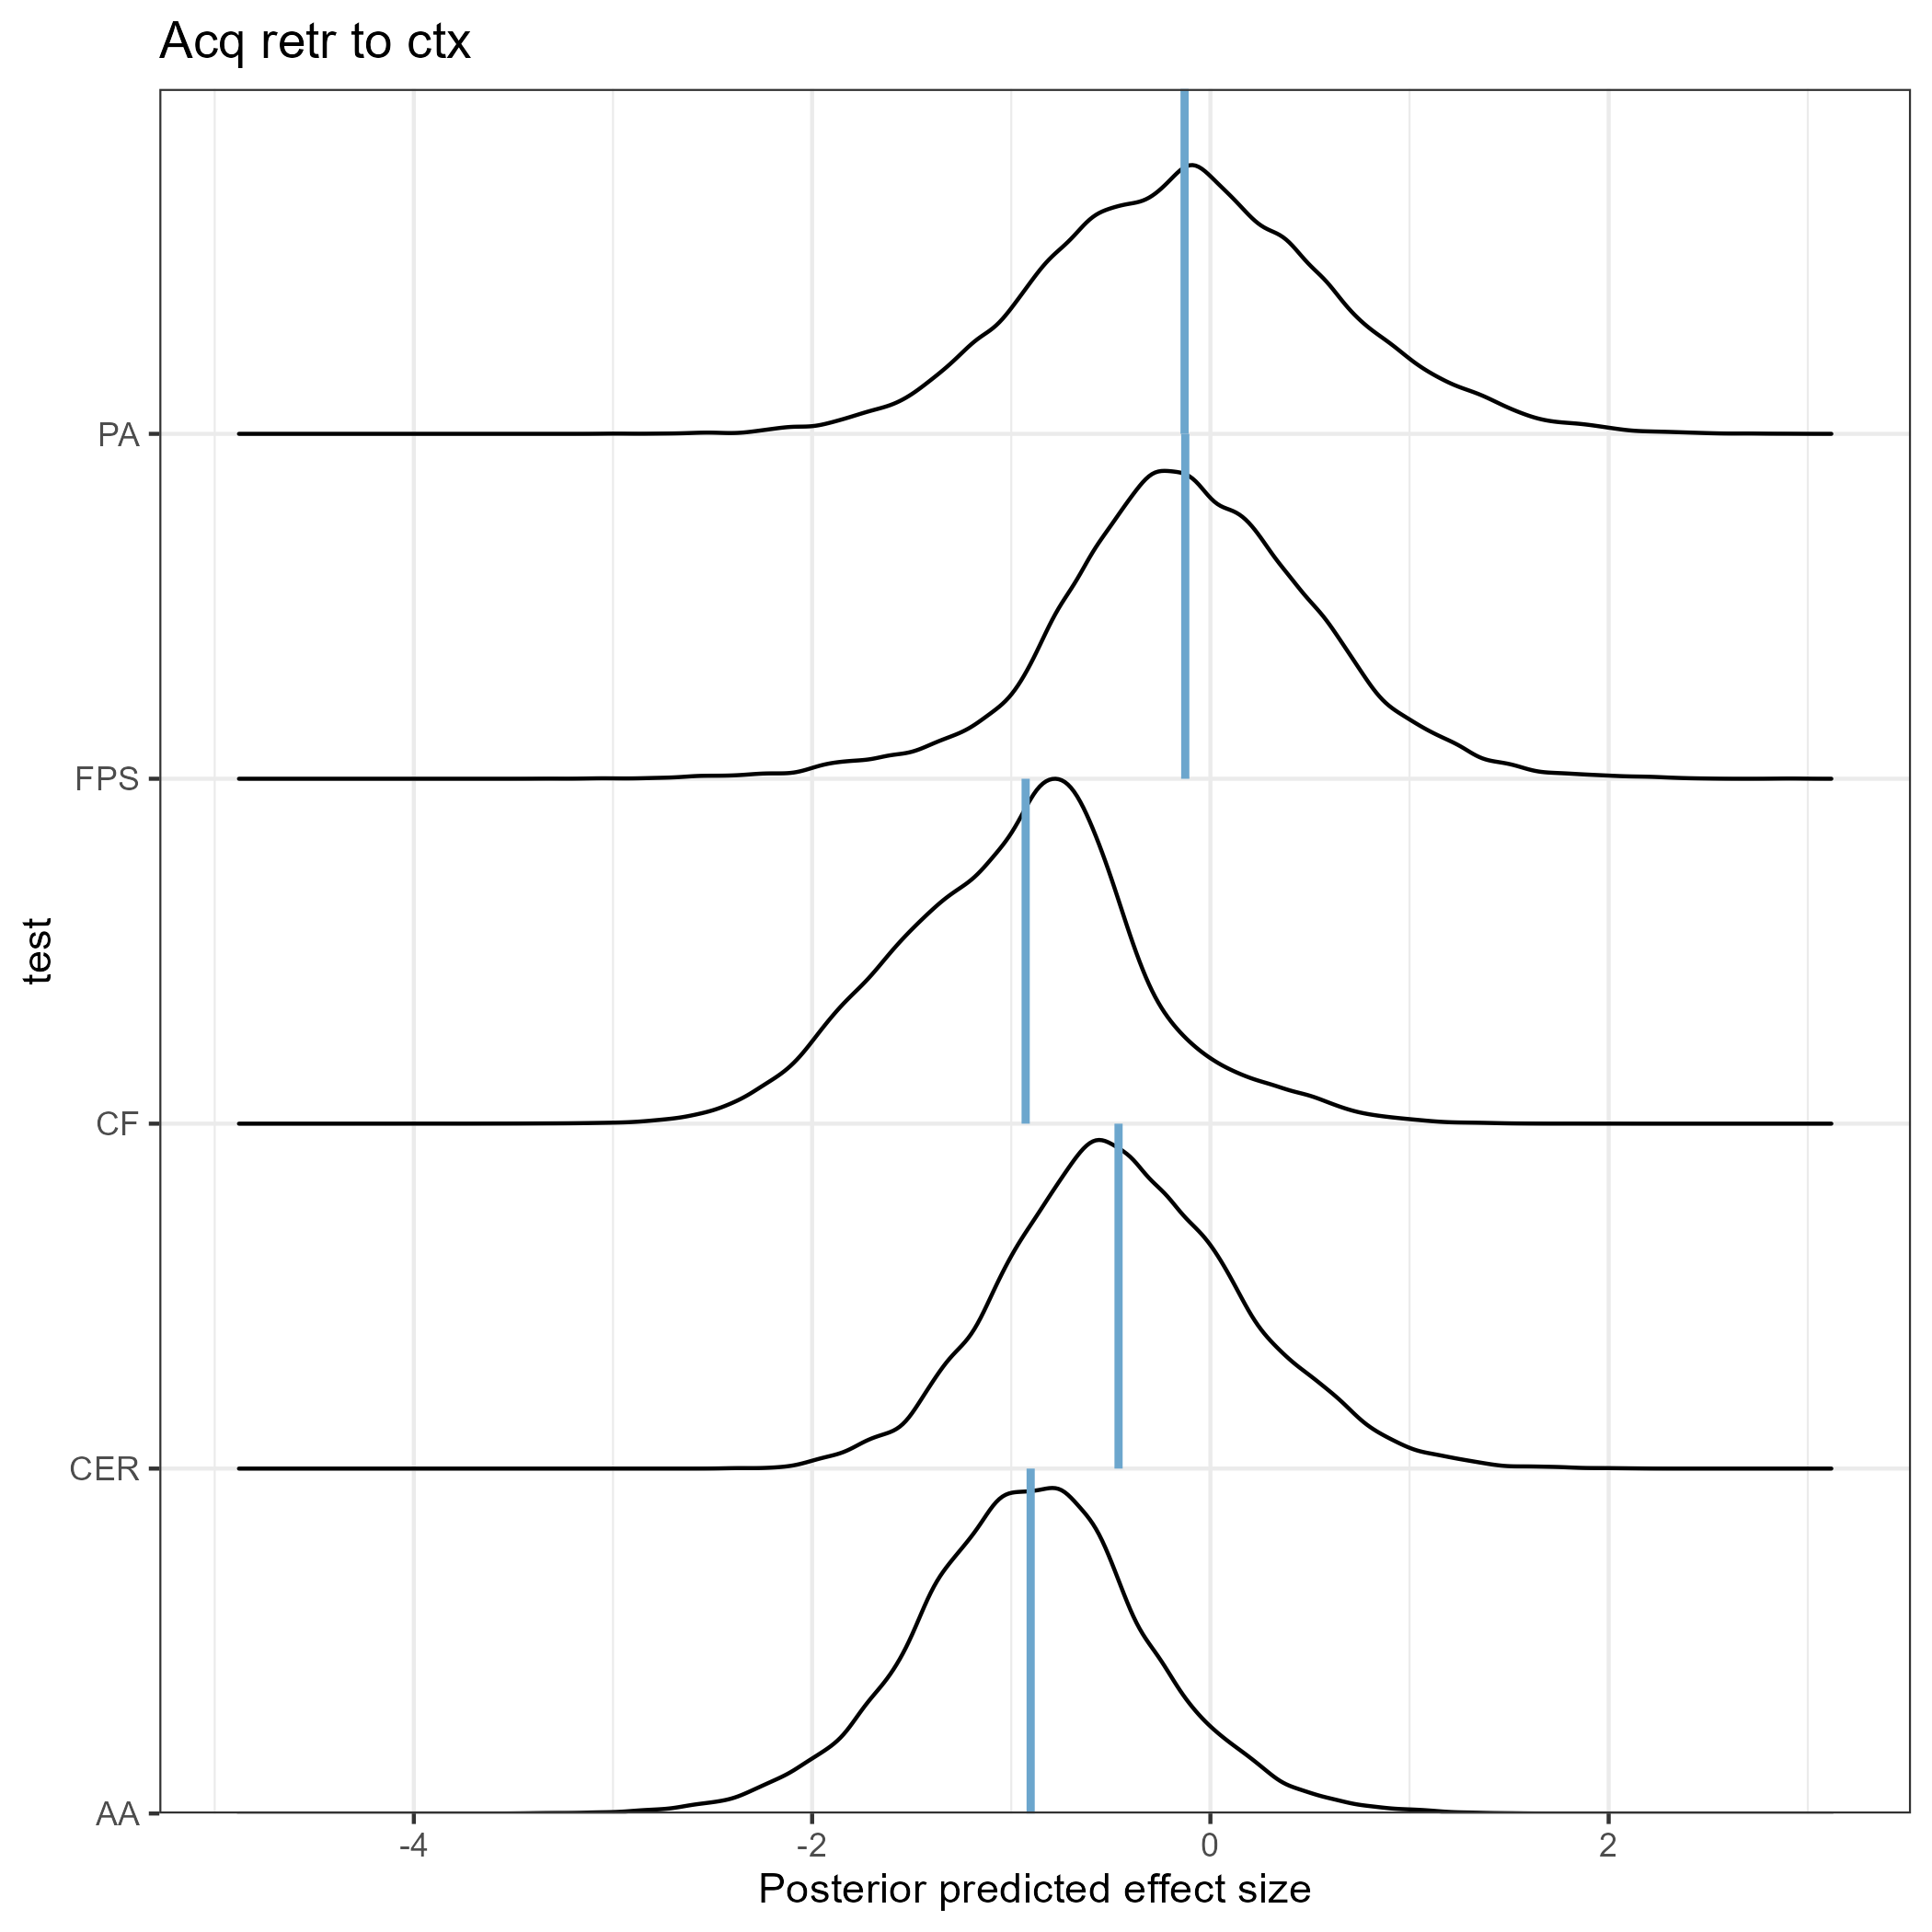 Acq retr to ctx
PA
FPS
test
CF
CER
AA
-4 -2 0 2
Posterior predicted effect size